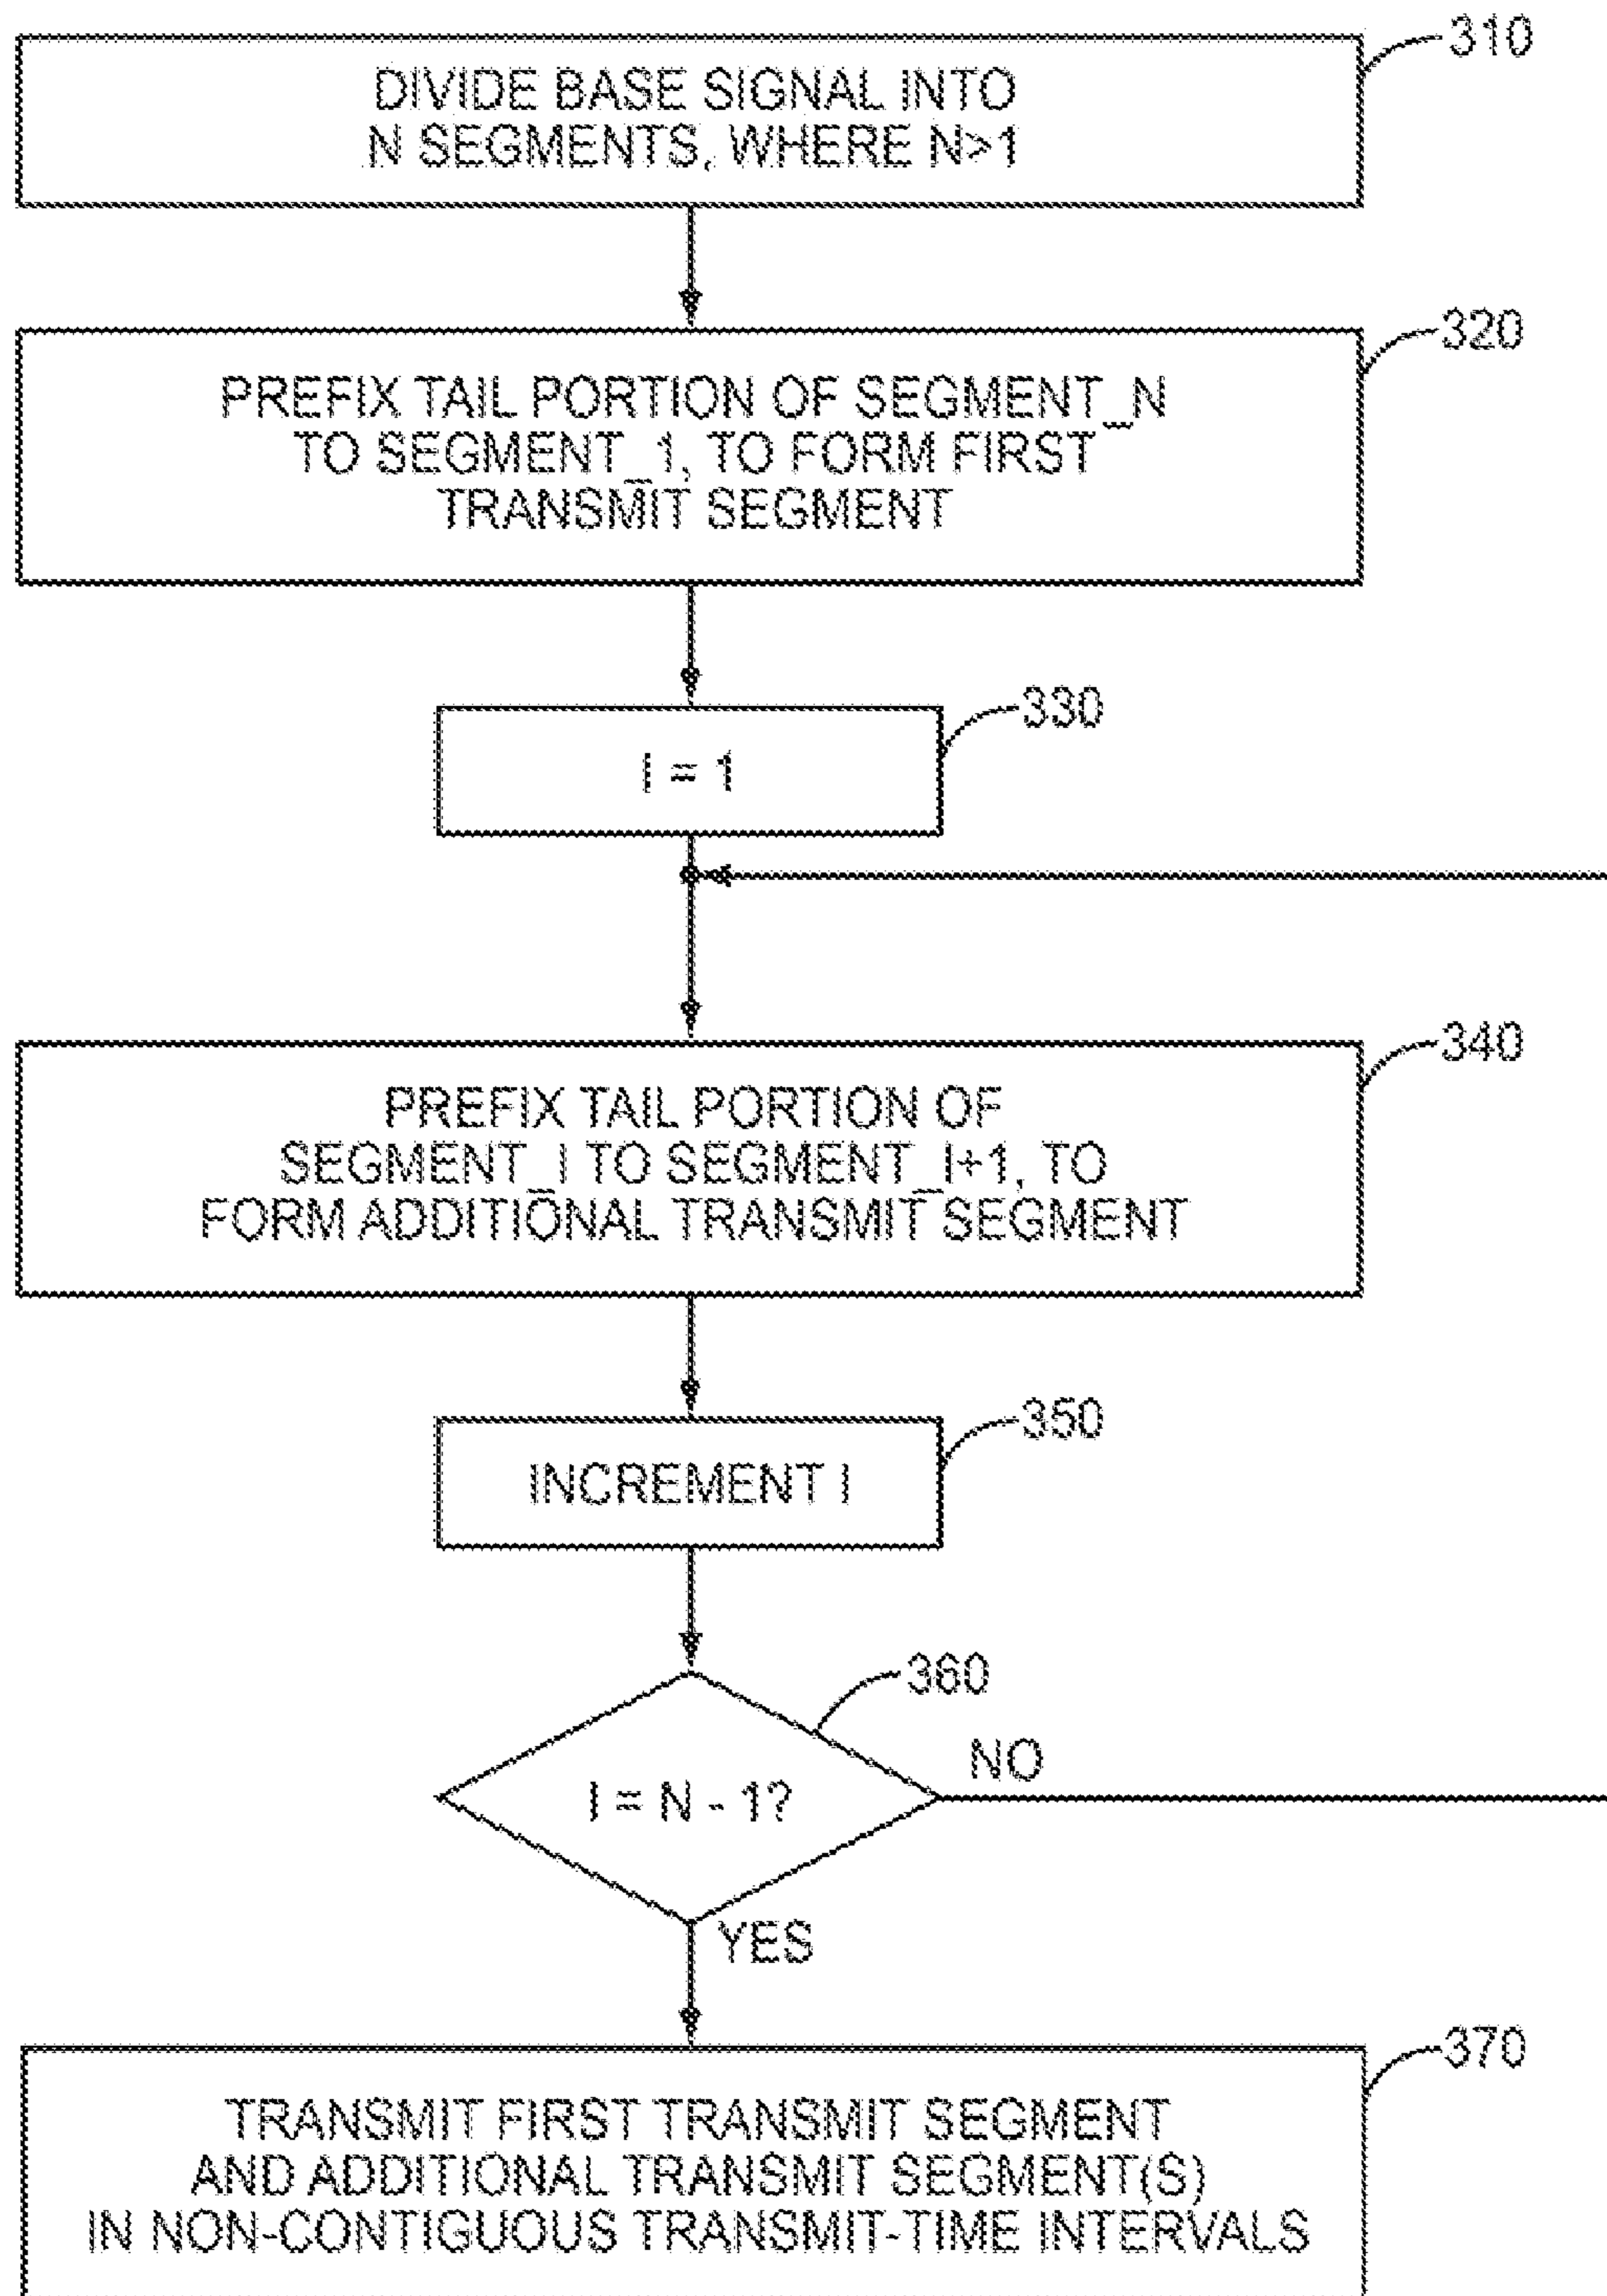 310
DIVIDE BASE SIGNAL INTO
N SEGMENTS, WHERE N>1
320
PREFIX TAIL PORTION OF SEGMENT_N
TO SEGMENT_1, TO FORM FIRST
TRANSMIT SEGMENT
330
I = 1
340
PREFIX TAIL PORTION OF
SEGMENT_I TO SEGMENT_I+1, TO
FORM ADDITIONAL TRANSMIT SEGMENT
350
INCREMENT I
360
I = N - 1?
NO
YES
370
TRANSMIT FIRST TRANSMIT SEGMENT
AND ADDITIONAL TRANSMIT SEGMENT(S)
IN NON-CONTIGUOUS TRANSMIT-TIME INTERVALS